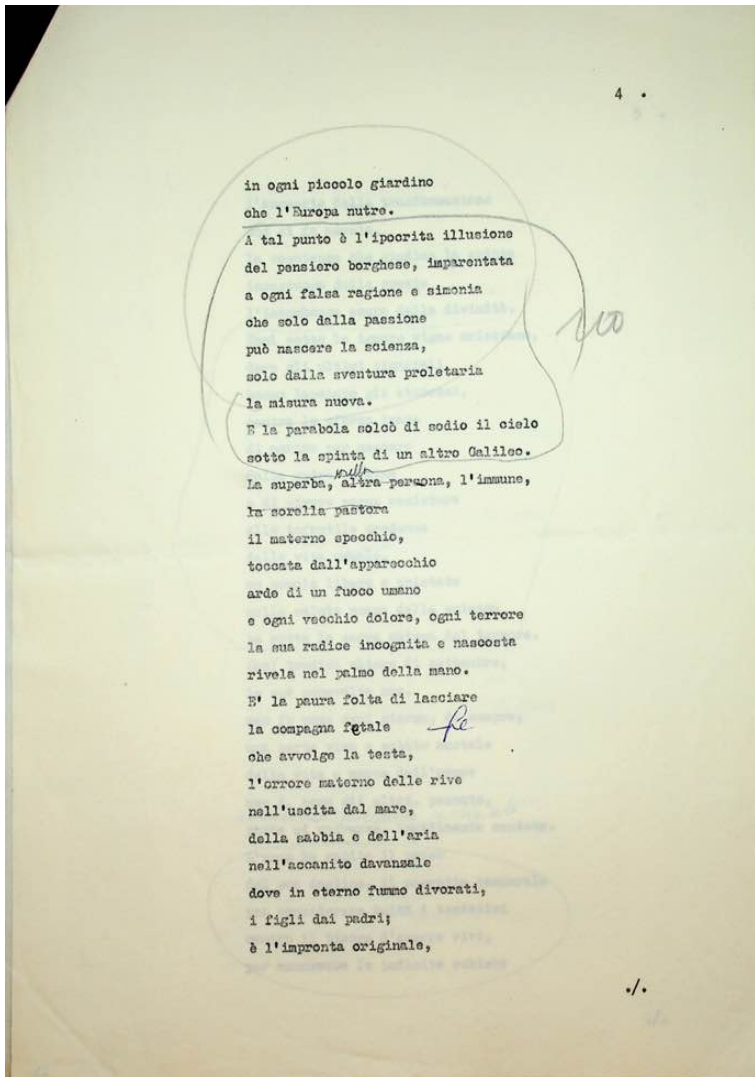 4 .
in ogni piccolo giardino
che l'Europa nutre.
A tal punto è l'ipocrita illusione
del pensiero borghese, imparentata
a ogni falsa ragione e simonia
che solo dalla passione
può nascere la scienza,
solo dalla sventura proletaria
la misura nuova.
E la parabola solcò di sodio il cielo
sotto la spinta di un altro Galileo.
La superba, altra persona, l'immune,
la sorella pastora
il materno specchio,
toccata dall'apparecchio
arde di un fuoco umano
e ogni vecchio dolore, ogni terrore
la sua radice incognita e nascosta
rivela nel palmo della mano.
E' la paura folta di lasciare
la compagna fetale fe
che avvolge la testa,
l'orrore materno delle rive
nell'uscita dal mare,
della sabbia e dell'aria
nell'accanito davanzale
dove in eterno fummo divorati,
i figli dai padri;
è l'impronta originale,
./.